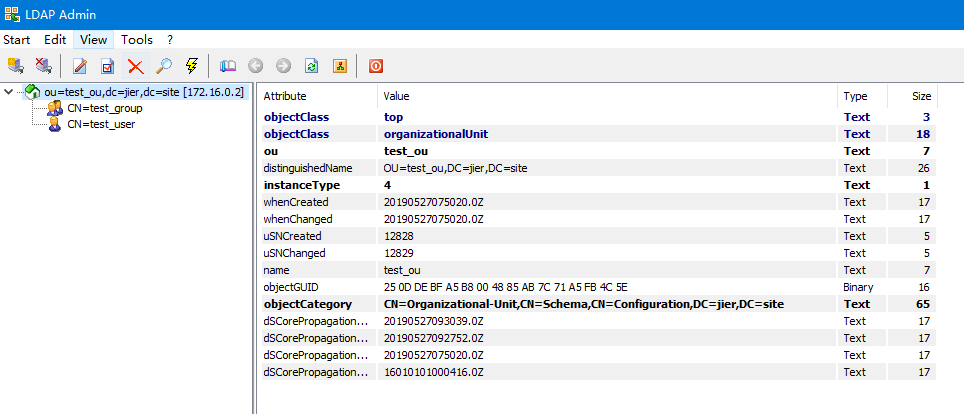 LDAP Admin
Start Edit View Tools ?
ou=test_ou,dc=jier,dc=site [172.16.0.2]
CN=test_group
CN=test_user
Attribute Value Type Size
objectClass top Text 3
objectClass organizationalUnit Text 18
ou test_ou Text 7
distinguishedName OU=test_ou,DC=jier,DC=site Text 26
instanceType 4 Text 1
whenCreated 20190527075020.0Z Text 17
whenChanged 20190527075020.0Z Text 17
uSNCreated 12828 Text 5
uSNChanged 12829 Text 5
name test_ou Text 7
objectGUID 25 0D DE BF A5 B8 00 48 85 AB 7C 71 A5 FB 4C 5E Binary 16
objectCategory CN=Organizational-Unit,CN=Schema,CN=Configuration,DC=jier,DC=site Text 65
dSCorePropagation... 20190527093039.0Z Text 17
dSCorePropagation... 20190527092752.0Z Text 17
dSCorePropagation... 20190527075020.0Z Text 17
dSCorePropagation... 16010101000416.0Z Text 17